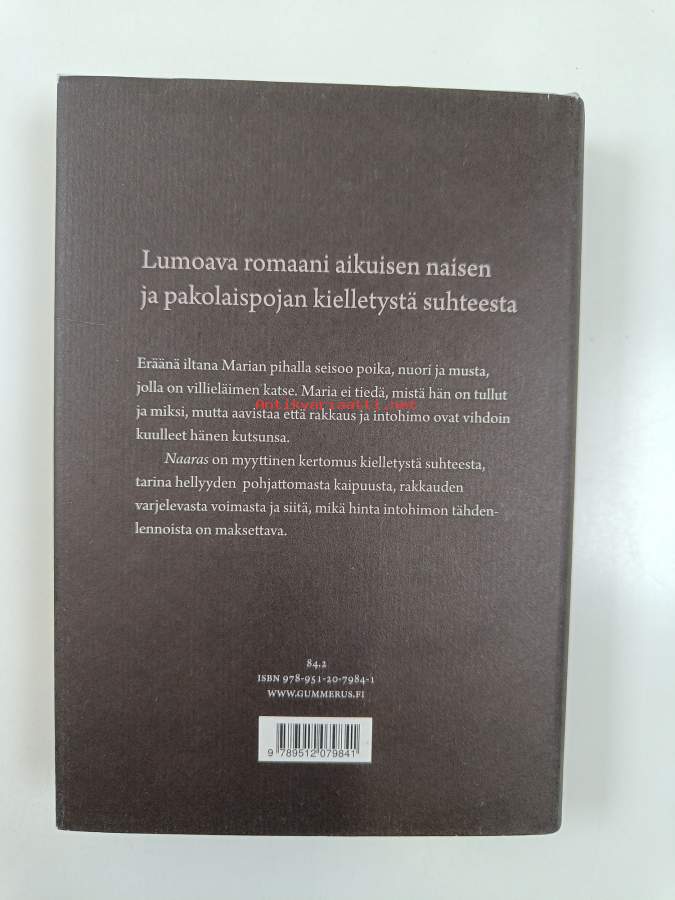 Lumoava romaani aikuisen naisen
ja pakolaispojan kielletystä suhteesta
Eräänä iltana Marian pihalla seisoo poika, nuori ja musta,
jolla on villieläimen katse. Maria ei tiedä, mistä hän on tullut
Antikvariaatti.net
ja miksi, mutta aavistaa että rakkaus ja intohimo ovat vihdoin
kuulleet hänen kutsunsa.
Naaras on myyttinen kertomus kielletystä suhteesta,
tarina hellyyden pohjattomasta kaipuusta, rakkauden
varjelevasta voimasta ja siitä, mikä hinta intohimon tähden-
lennoista on maksettava.
84.2
ISBN 978-951-20-7984-1
WWW.GUMMERUS.FI
9 789512 079841